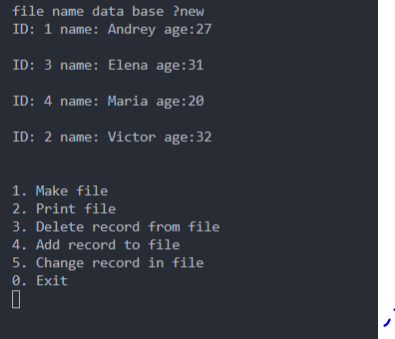 file name data base ?new
ID: 1 name: Andrey age:27
ID: 3 name: Elena age:31
ID: 4 name: Maria age:20
ID: 2 name: Victor age:32
1. Make file
2. Print file
3. Delete record from file
4. Add record to file
5. Change record in file
0. Exit